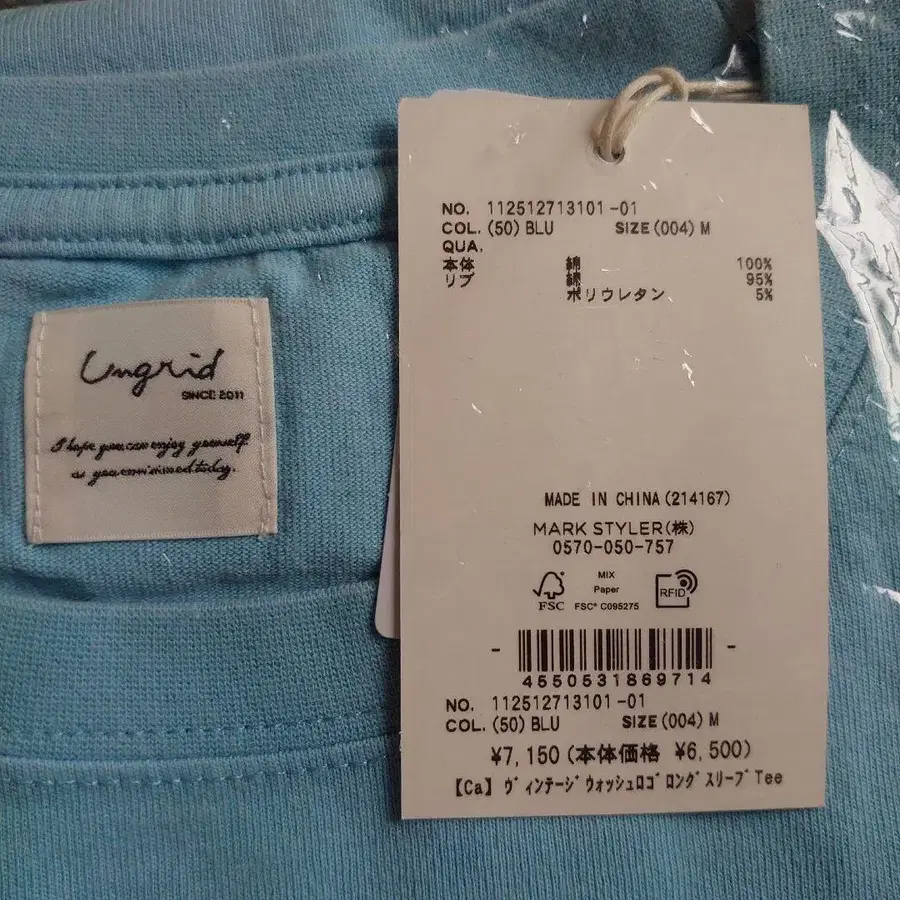 Ungrid
SINCE 2011
I hope you can enjoy yourself
as you envisioned today.
NO. 112512713101-01
COL. (50) BLU SIZE (004) M
QUA.
本体 綿 100%
リブ 綿 95%
ポリウレタン 5%
MADE IN CHINA (214167)
MARK STYLER(株)
0570-050-757
FSC
MIX
Paper
FSC® C095275
RFID
4550531869714
NO. 112512713101-01
COL. (50) BLU SIZE (004) M
¥7,150 (本体価格 ¥6,500)
【Ca】ヴィンテージウォッシュロゴロングスリーブTee